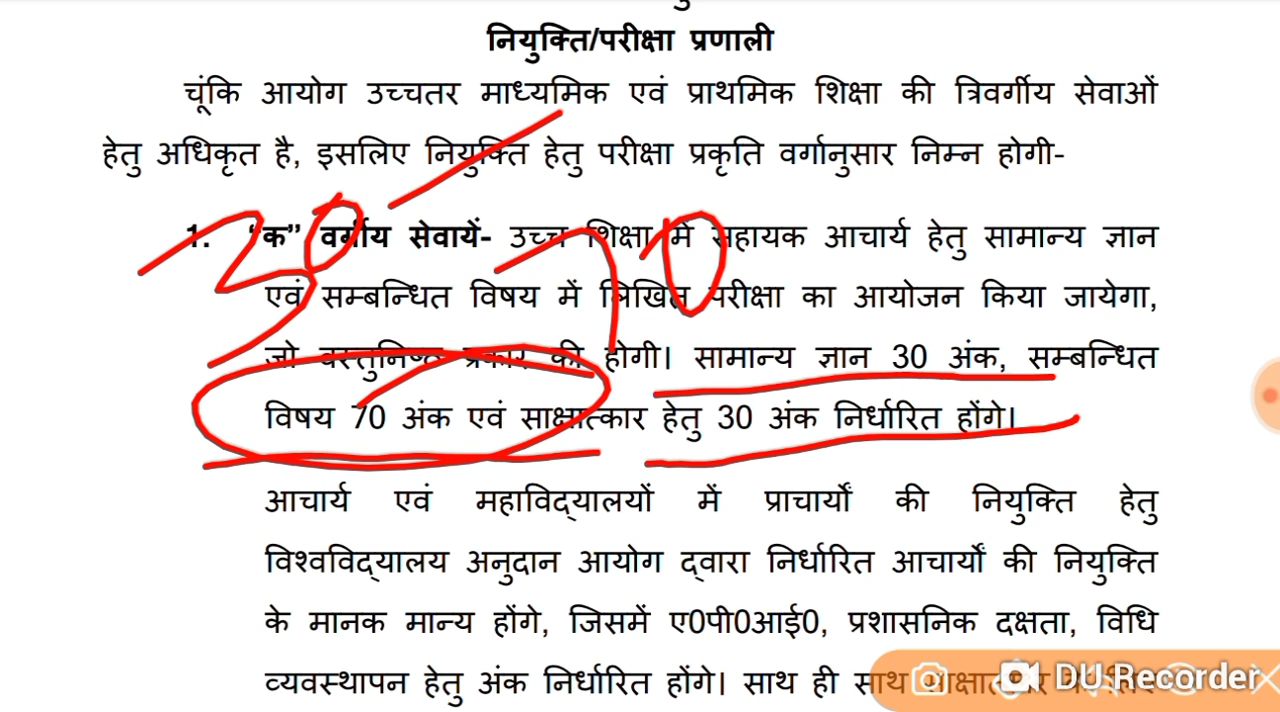 नियुक्ति/परीक्षा प्रणाली
चूंकि आयोग उच्चतर माध्यमिक एवं प्राथमिक शिक्षा की त्रिवर्गीय सेवाओं
हेतु अधिकृत है, इसलिए नियुक्ति हेतु परीक्षा प्रकृति वर्गानुसार निम्न होगी-
30 / 70
1. "क" वर्गीय सेवायें- उच्च शिक्षा में सहायक आचार्य हेतु सामान्य ज्ञान
एवं सम्बन्धित विषय में लिखित परीक्षा का आयोजन किया जायेगा,
जो वस्तुनिष्ठ प्रकार की होगी। सामान्य ज्ञान 30 अंक, सम्बन्धित
विषय 70 अंक एवं साक्षात्कार हेतु 30 अंक निर्धारित होंगे।
आचार्य एवं महाविद्यालयों में प्राचार्यों की नियुक्ति हेतु
विश्वविद्यालय अनुदान आयोग द्वारा निर्धारित आचार्यों की नियुक्ति
के मानक मान्य होंगे, जिसमें ए0पी0आई0, प्रशासनिक दक्षता, विधि
व्यवस्थापन हेतु अंक निर्धारित होंगे। साथ ही साथ
DU Recorder